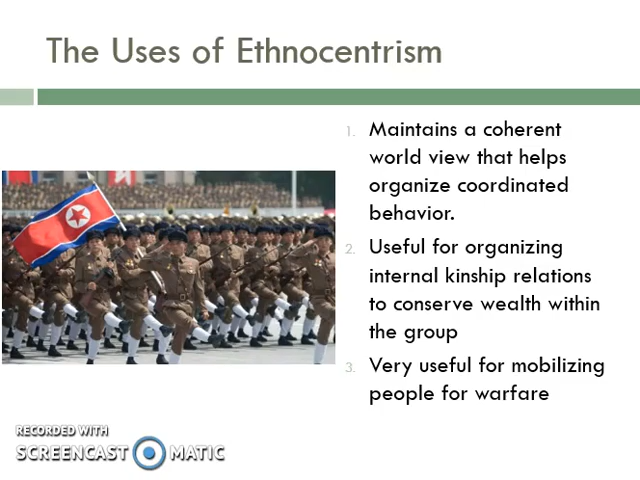 The Uses of Ethnocentrism
1. Maintains a coherent
world view that helps
organize coordinated
behavior.
2. Useful for organizing
internal kinship relations
to conserve wealth within
the group
3. Very useful for mobilizing
people for warfare
RECORDED WITH
SCREENCAST MATIC